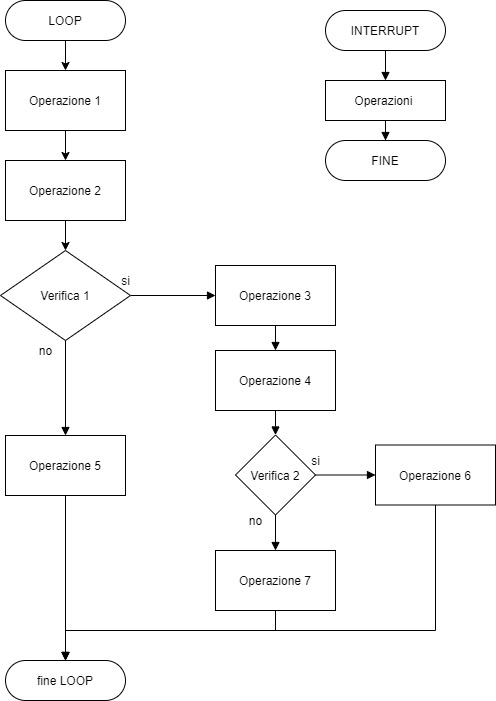 LOOP
INTERRUPT
Operazione 1
Operazioni
Operazione 2
FINE
Verifica 1
si
Operazione 3
no
Operazione 4
Operazione 5
Verifica 2
si
Operazione 6
no
Operazione 7
fine LOOP